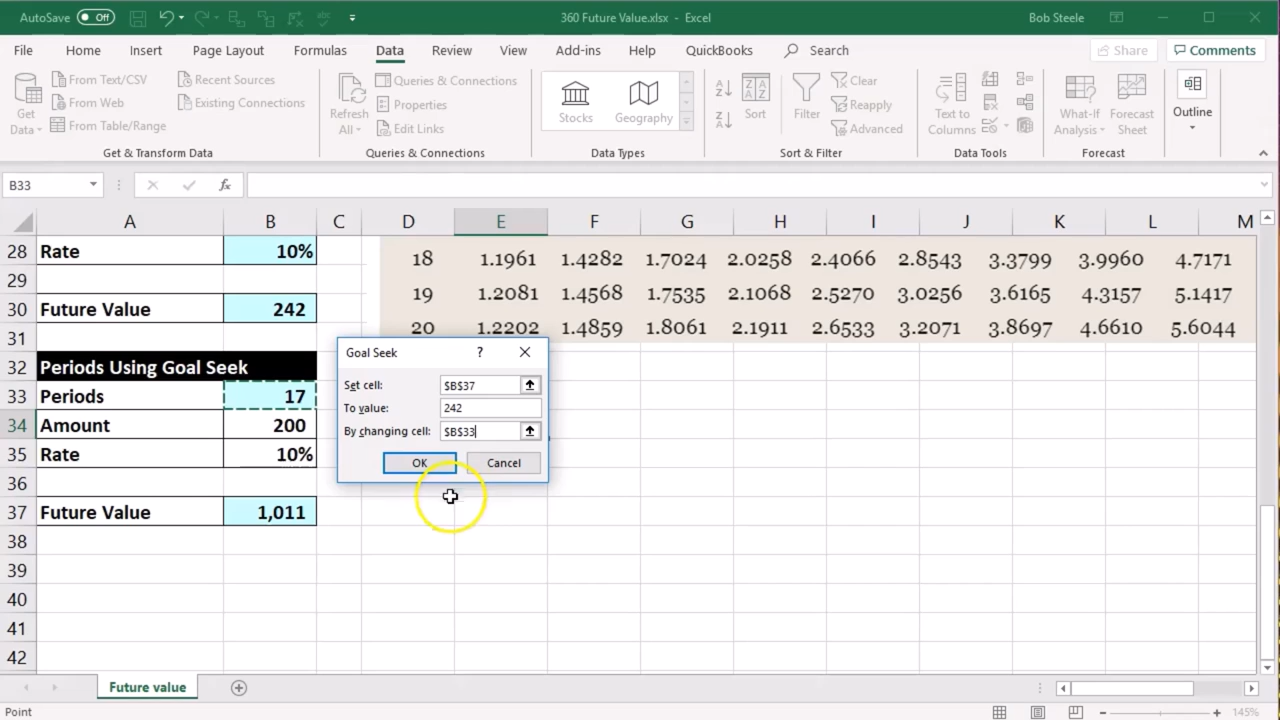 AutoSave Off 360 Future Value.xlsx - Excel Bob Steele
File Home Insert Page Layout Formulas Data Review View Add-ins Help QuickBooks Search Share Comments
Get Data From Text/CSV From Web From Table/Range Recent Sources Existing Connections
Refresh All Queries & Connections Properties Edit Links
Stocks Geography
Sort Filter Clear Reapply Advanced
Text to Columns
What-If Analysis Forecast Sheet
Outline
Get & Transform Data Queries & Connections Data Types Sort & Filter Data Tools Forecast
B33 fx
A B C D E F G H I J K L M
28 Rate 10% 18 1.1961 1.4282 1.7024 2.0258 2.4066 2.8543 3.3799 3.9960 4.7171
29 19 1.2081 1.4568 1.7535 2.1068 2.5270 3.0256 3.6165 4.3157 5.1417
30 Future Value 242 20 1.2202 1.4859 1.8061 2.1911 2.6533 3.2071 3.8697 4.6610 5.6044
31
32 Periods Using Goal Seek
33 Periods 17
34 Amount 200
35 Rate 10%
36
37 Future Value 1,011
38
39
40
41
42
Goal Seek ?
Set cell: $B$37
To value: 242
By changing cell: $B$33
OK Cancel
Future value
Point 145%